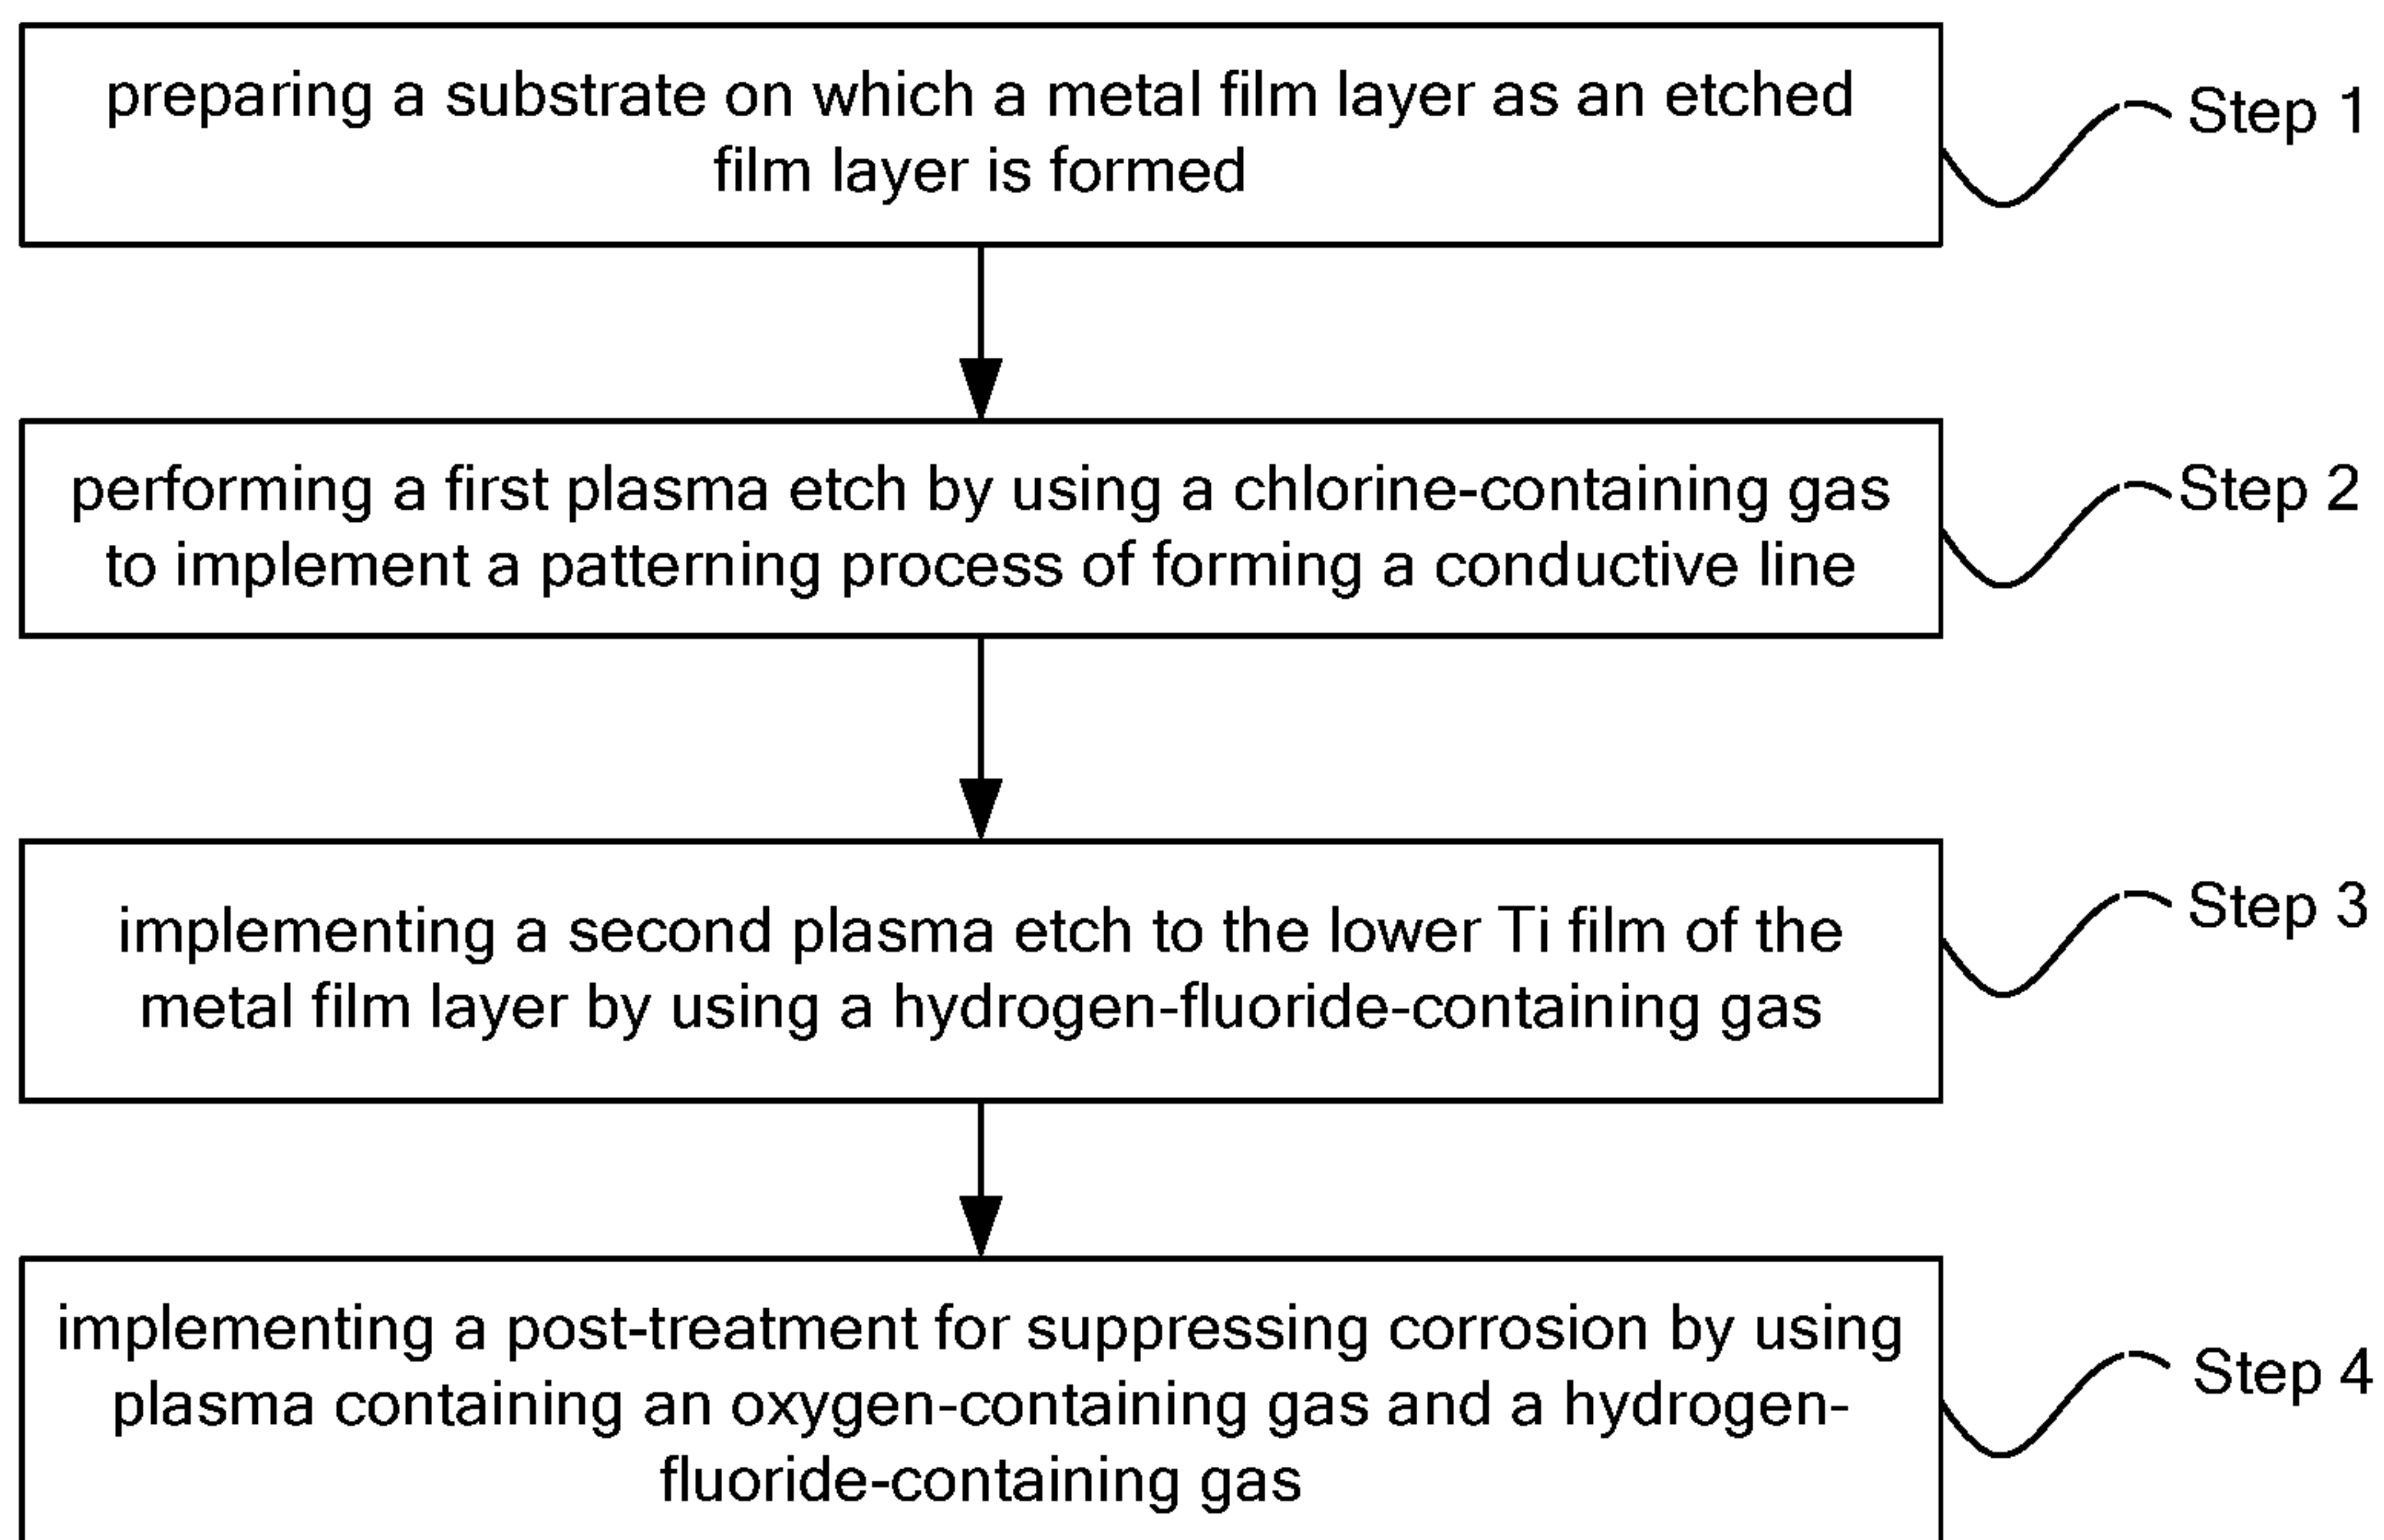 preparing a substrate on which a metal film layer as an etched
film layer is formed
Step 1
performing a first plasma etch by using a chlorine-containing gas
to implement a patterning process of forming a conductive line
Step 2
implementing a second plasma etch to the lower Ti film of the
metal film layer by using a hydrogen-fluoride-containing gas
Step 3
implementing a post-treatment for suppressing corrosion by using
plasma containing an oxygen-containing gas and a hydrogen-
fluoride-containing gas
Step 4